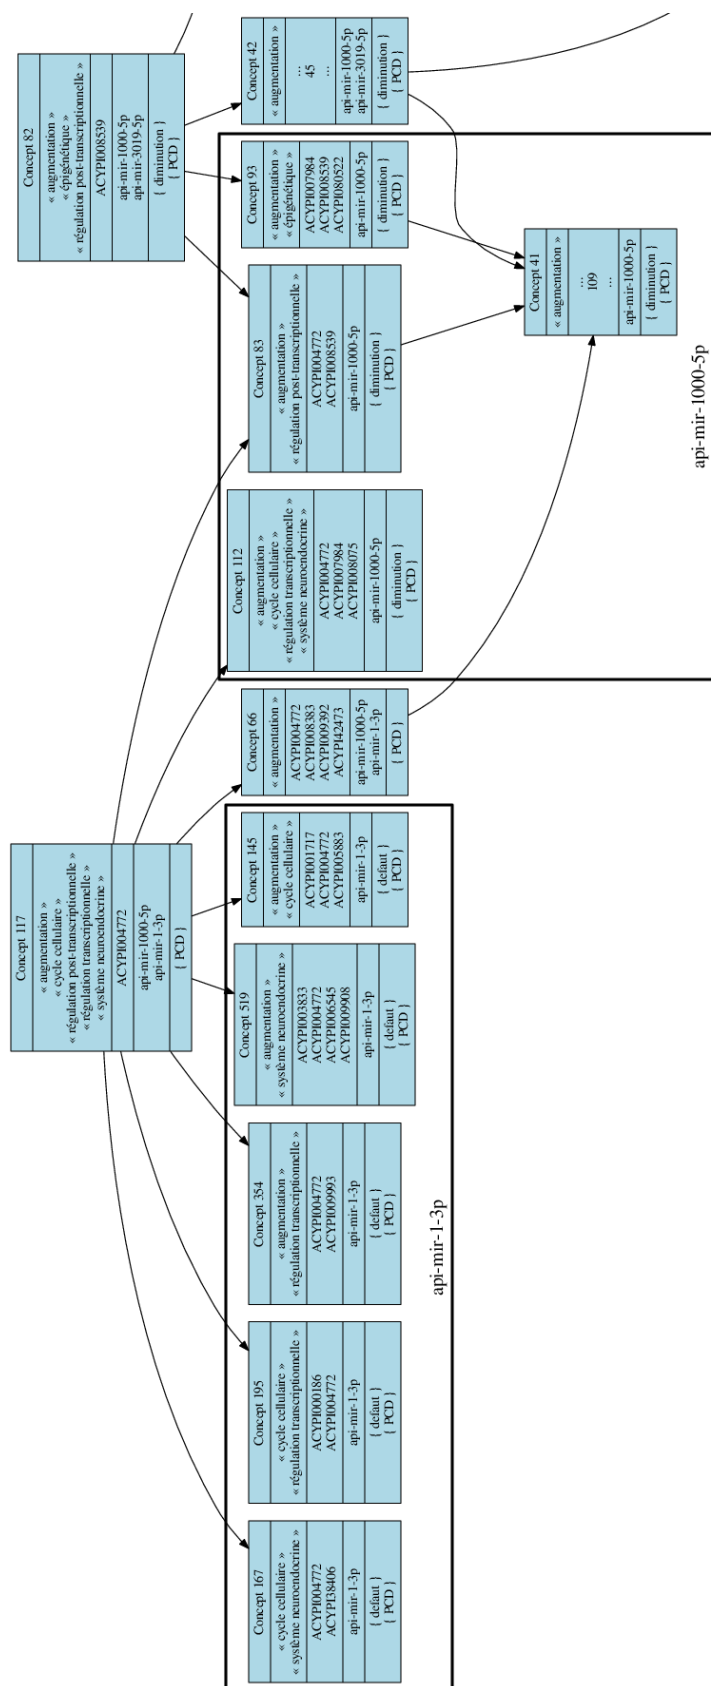 Concept 117
« augmentation »
« cycle cellulaire »
« régulation post-transcriptionnelle »
« régulation transcriptionnelle »
« système neuroendocrine »
ACYPI004772
api-mir-1000-5p
api-mir-1-3p
{ PCD }
Concept 82
« augmentation »
« épigénétique »
« régulation post-transcriptionnelle »
ACYPI008539
api-mir-1000-5p
api-mir-3019-5p
{ diminution }
{ PCD }
Concept 167
« cycle cellulaire »
« système neuroendocrine »
ACYPI004772
ACYPI38406
api-mir-1-3p
{ defaut }
{ PCD }
Concept 195
« cycle cellulaire »
« régulation transcriptionnelle »
ACYPI000186
ACYPI004772
api-mir-1-3p
{ defaut }
{ PCD }
Concept 354
« augmentation »
« régulation transcriptionnelle »
ACYPI004772
ACYPI009993
api-mir-1-3p
{ defaut }
{ PCD }
Concept 519
« augmentation »
« système neuroendocrine »
ACYPI003833
ACYPI004772
ACYPI006545
ACYPI009908
api-mir-1-3p
{ defaut }
{ PCD }
Concept 145
« augmentation »
« cycle cellulaire »
ACYPI001717
ACYPI004772
ACYPI005883
api-mir-1-3p
{ defaut }
{ PCD }
Concept 66
« augmentation »
ACYPI004772
ACYPI008383
ACYPI009392
ACYPI42473
api-mir-1000-5p
api-mir-1-3p
{ PCD }
Concept 112
« augmentation »
« cycle cellulaire »
« régulation transcriptionnelle »
« système neuroendocrine »
ACYPI004772
ACYPI007984
ACYPI008075
api-mir-1000-5p
{ diminution }
{ PCD }
Concept 83
« augmentation »
« régulation post-transcriptionnelle »
ACYPI004772
ACYPI008539
api-mir-1000-5p
{ diminution }
{ PCD }
Concept 93
« augmentation »
« épigénétique »
ACYPI007984
ACYPI008539
ACYPI080522
api-mir-1000-5p
{ diminution }
{ PCD }
Concept 42
« augmentation »
...
45
...
api-mir-1000-5p
api-mir-3019-5p
{ diminution }
{ PCD }
api-mir-1-3p
Concept 41
« augmentation »
...
109
...
api-mir-1000-5p
{ diminution }
{ PCD }
api-mir-1000-5p